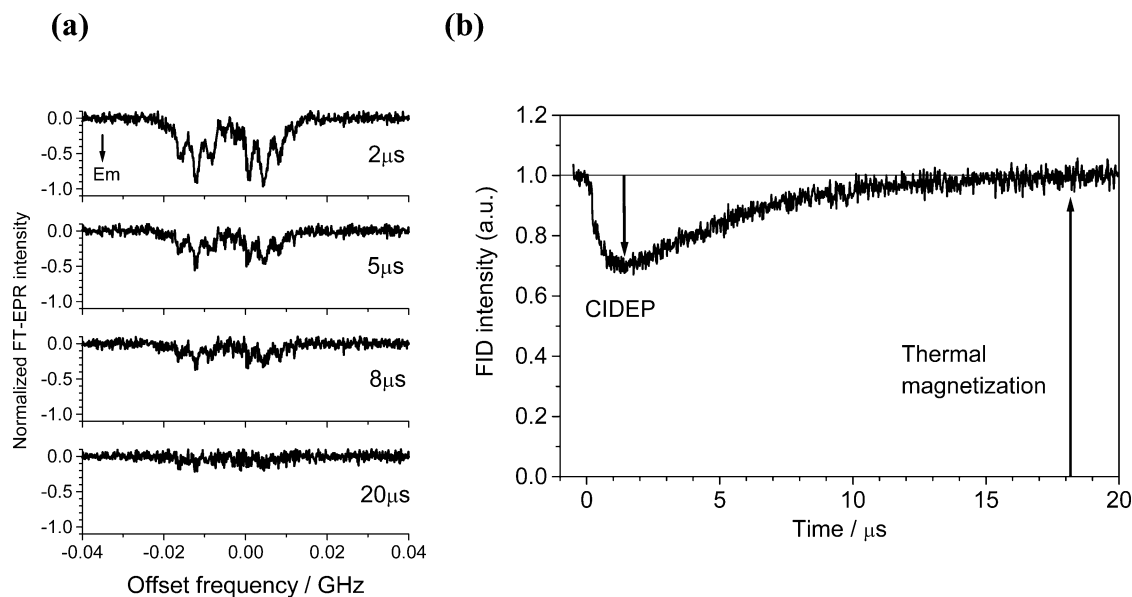 (a)
Normalized FT-EPR intensity
0.0
-0.5
-1.0
Em
2μs
0.0
-0.5
-1.0
5μs
0.0
-0.5
-1.0
8μs
0.0
-0.5
-1.0
20μs
-0.04
-0.02
0.00
0.02
0.04
Offset frequency / GHz
(b)
FID intensity (a.u.)
1.2
1.0
0.8
0.6
0.4
0.2
0.0
CIDEP
Thermal
magnetization
0
5
10
15
20
Time / μs